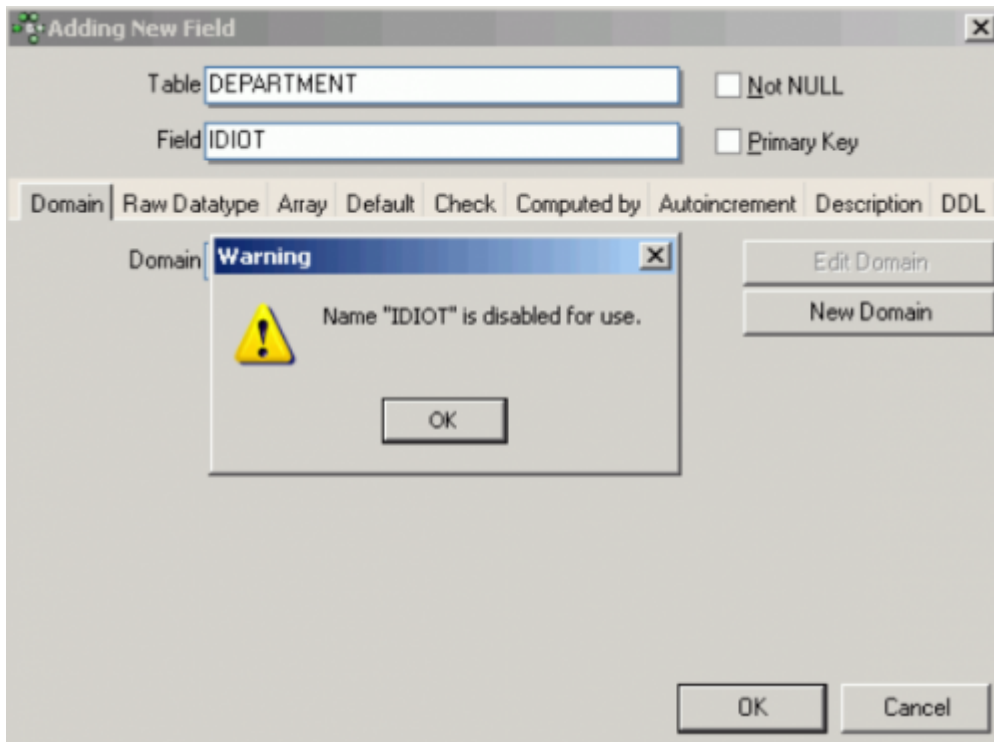 Adding New Field
Table DEPARTMENT Not NULL
Field IDIOT Primary Key
Domain Raw Datatype Array Default Check Computed by Autoincrement Description DDL
Domain Warning Edit Domain
Name "IDIOT" is disabled for use. New Domain
OK
OK Cancel